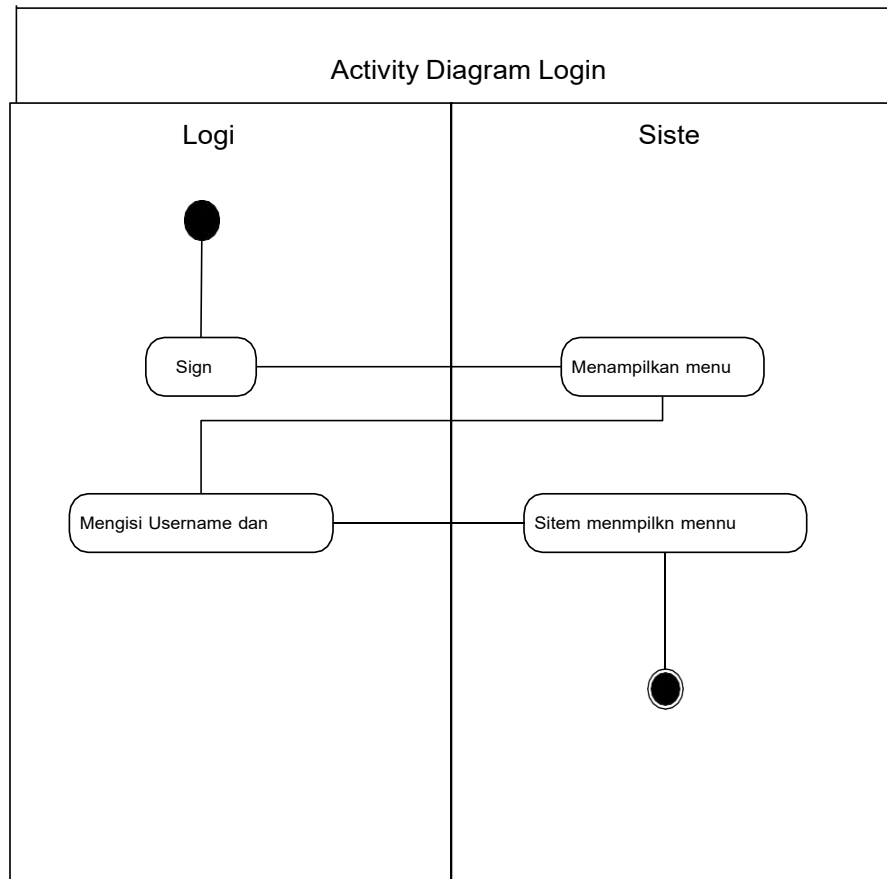 Activity Diagram Login
Logi
Siste
Sign
Menampilkan menu
Mengisi Username dan
Sitem menmpilkn mennu